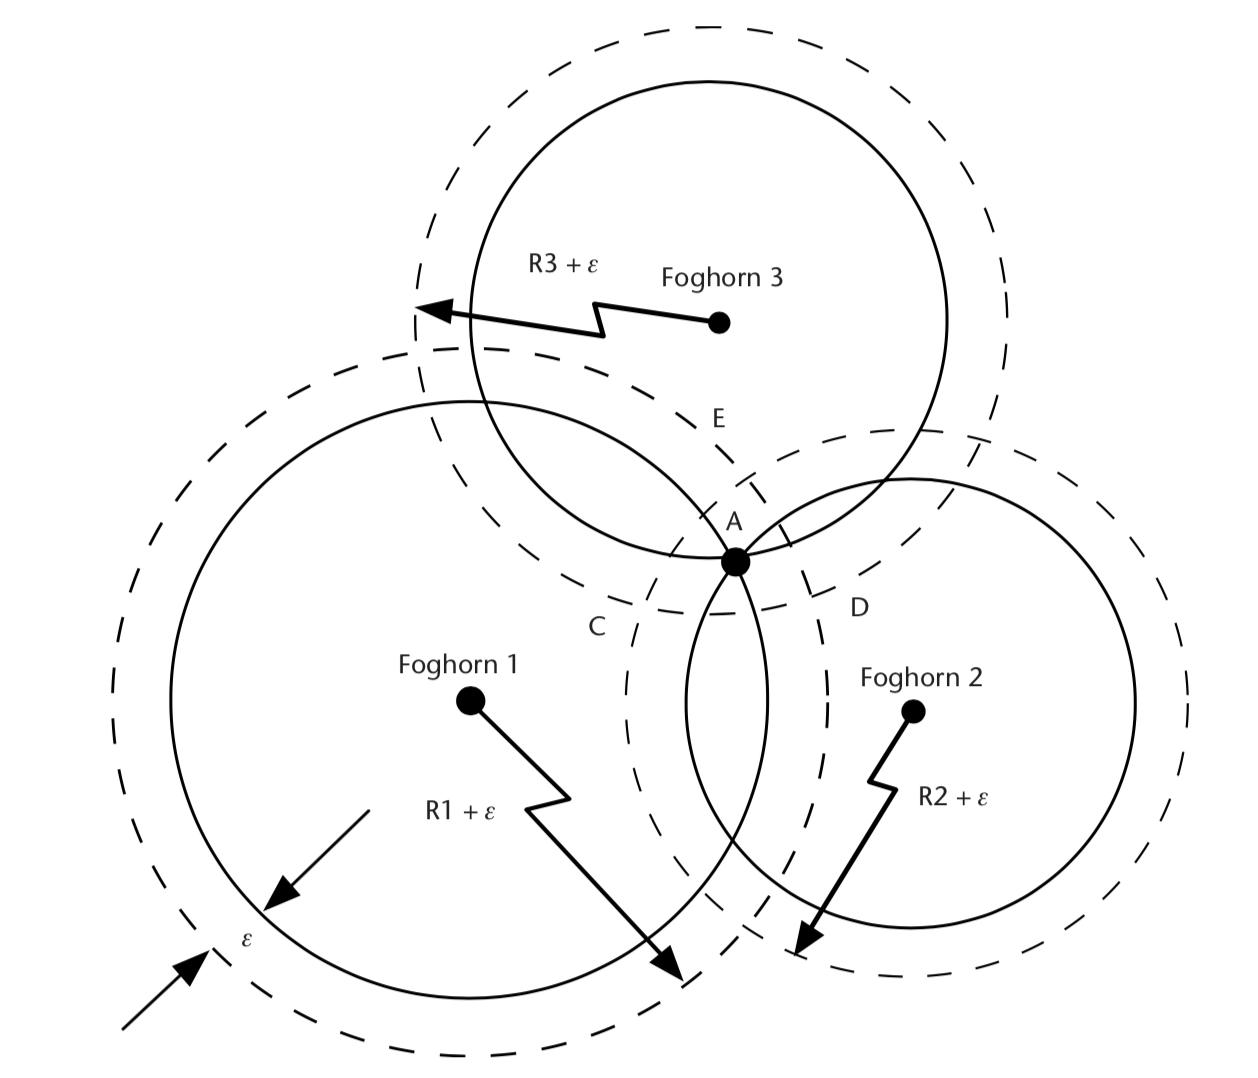 R3 + ε
Foghorn 3
E
A
C
D
Foghorn 1
Foghorn 2
R1 + ε
R2 + ε
ε